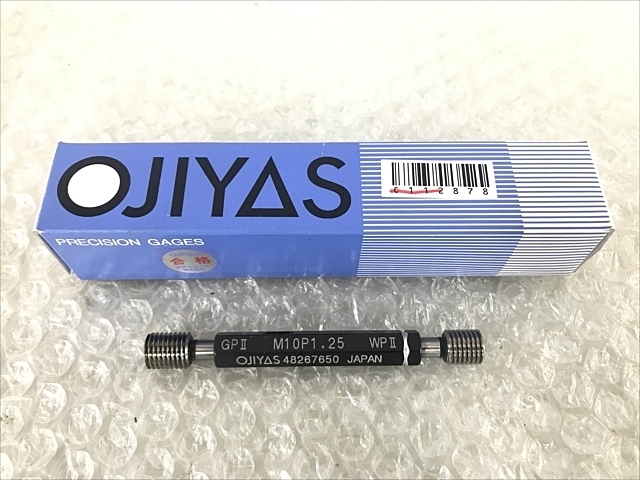 OJIYAS
PRECISION GAGES
合格
C112878
GPⅡ M10P1.25 WPⅡ
OJIYAS 48267650 JAPAN